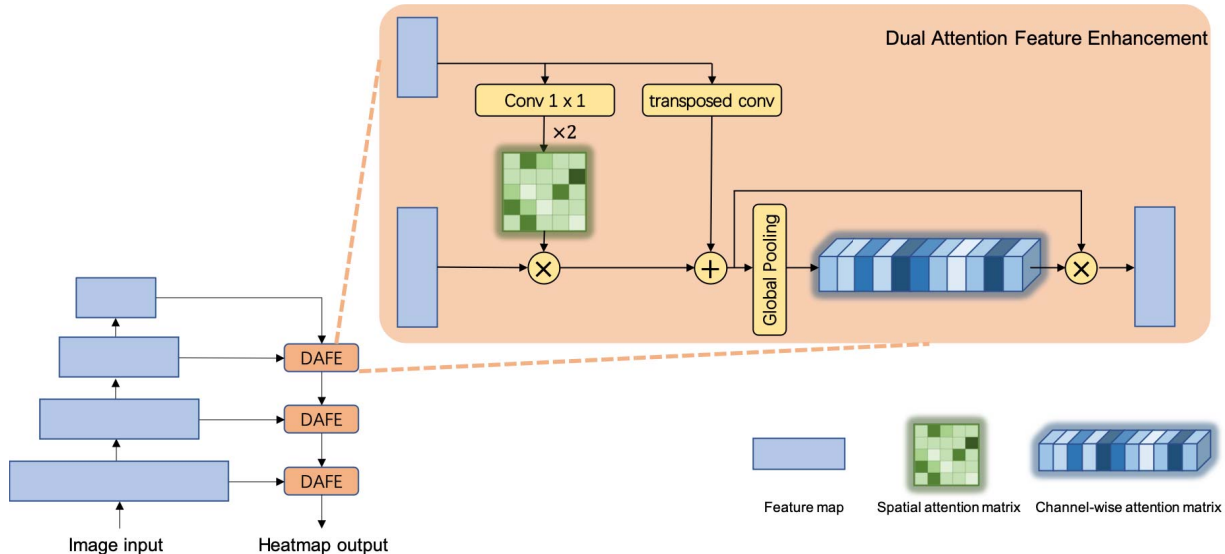 Dual Attention Feature Enhancement
Conv 1 x 1
transposed conv
×2
Global Pooling
DAFE
DAFE
DAFE
Feature map
Spatial attention matrix
Channel-wise attention matrix
Image input
Heatmap output